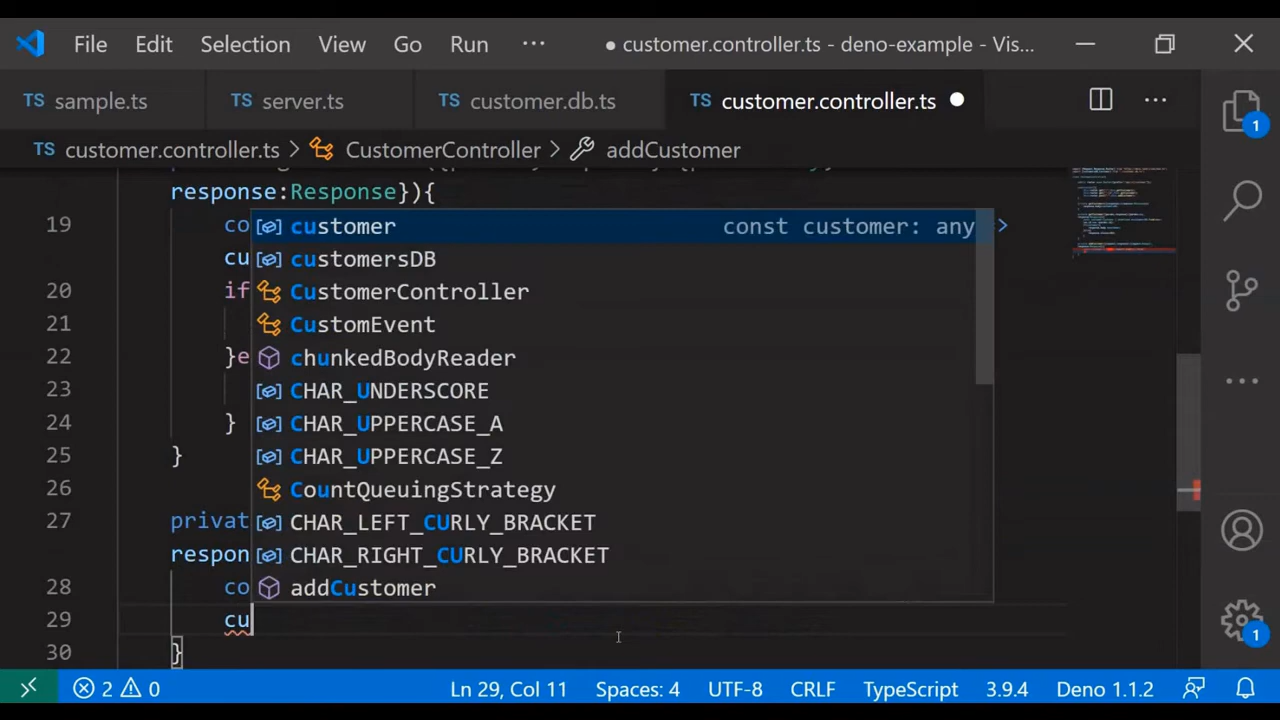 File Edit Selection View Go Run ··· ● customer.controller.ts - deno-example - Vis...
TS sample.ts TS server.ts TS customer.db.ts TS customer.controller.ts ●
TS customer.controller.ts > CustomerController > addCustomer
response:Response}){
19 co customer const customer: any
cu customersDB
20 if CustomerController
21 CustomEvent
22 }e chunkedBodyReader
23 CHAR_UNDERSCORE
24 } CHAR_UPPERCASE_A
25 } CHAR_UPPERCASE_Z
26 CountQueuingStrategy
27 privat CHAR_LEFT_CURLY_BRACKET
respon CHAR_RIGHT_CURLY_BRACKET
28 co addCustomer
29 cu
30 }
1
1
2 0 Ln 29, Col 11 Spaces: 4 UTF-8 CRLF TypeScript 3.9.4 Deno 1.1.2